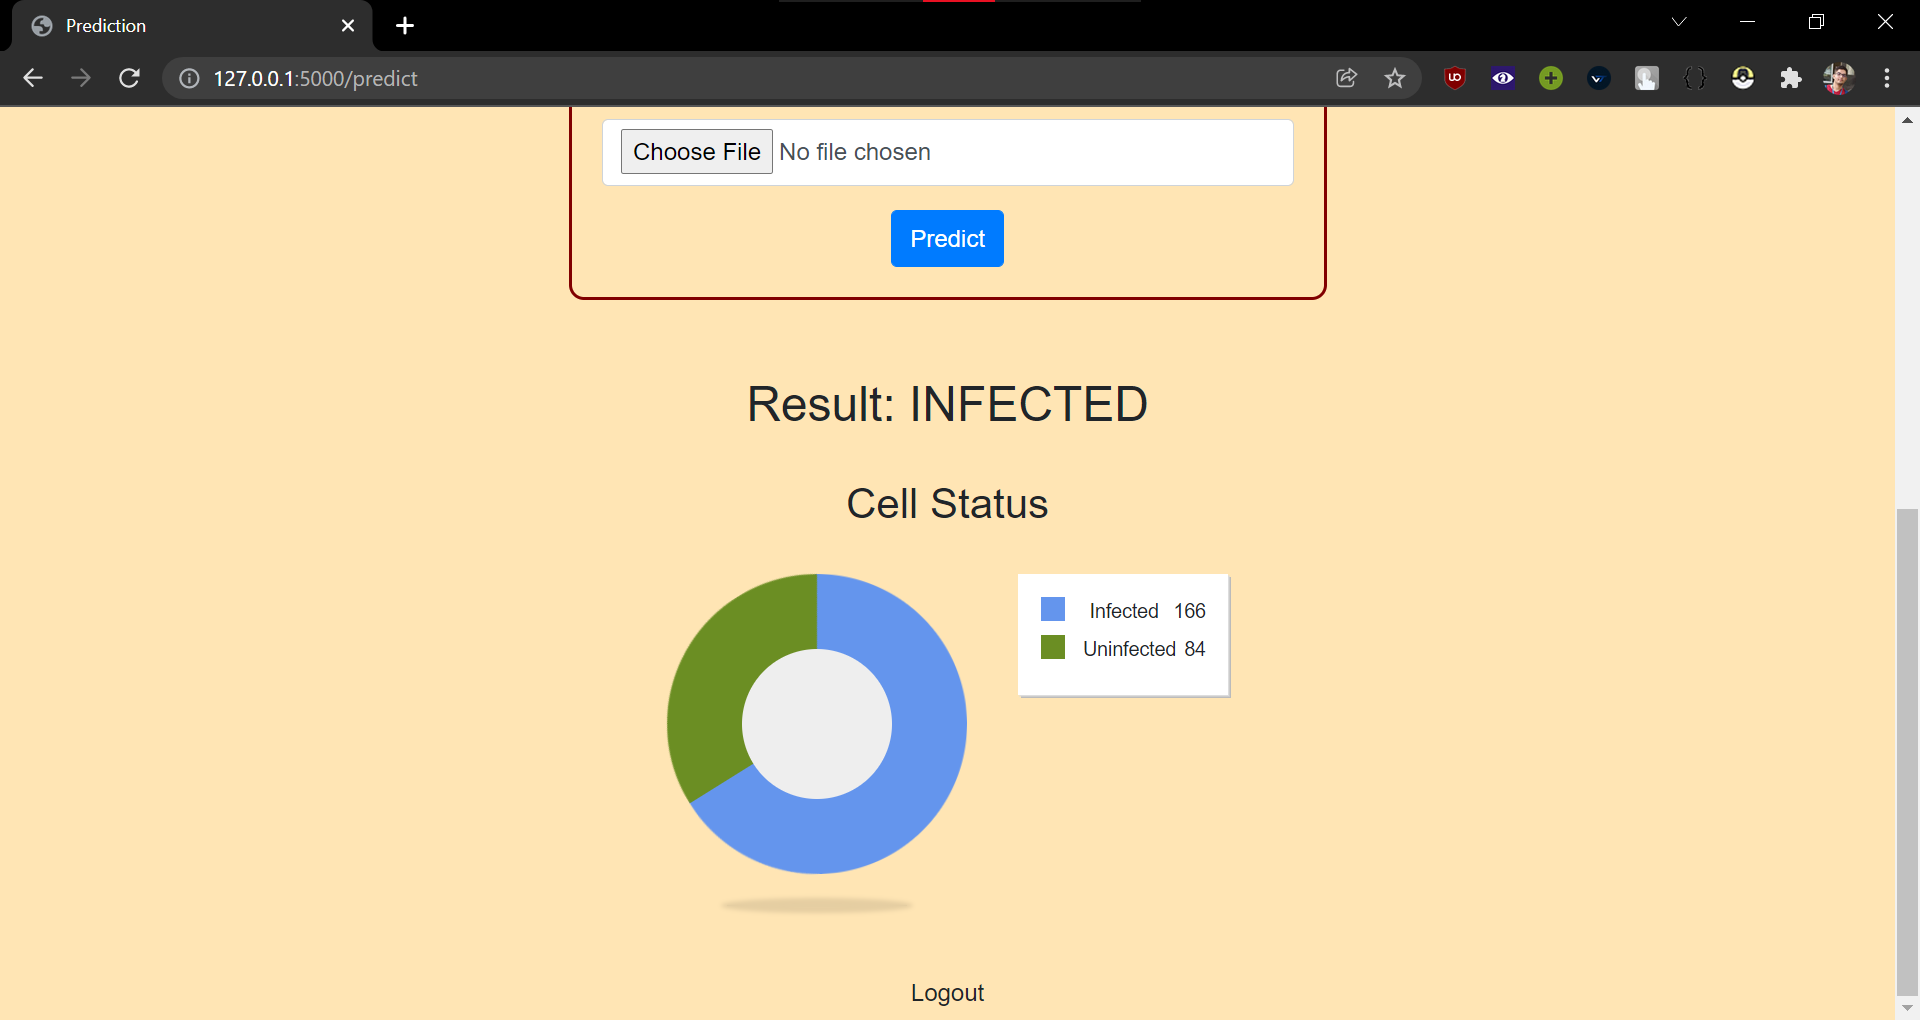 Prediction
127.0.0.1:5000/predict
Choose File No file chosen
Predict
Result: INFECTED
Cell Status
Infected 166
Uninfected 84
Logout